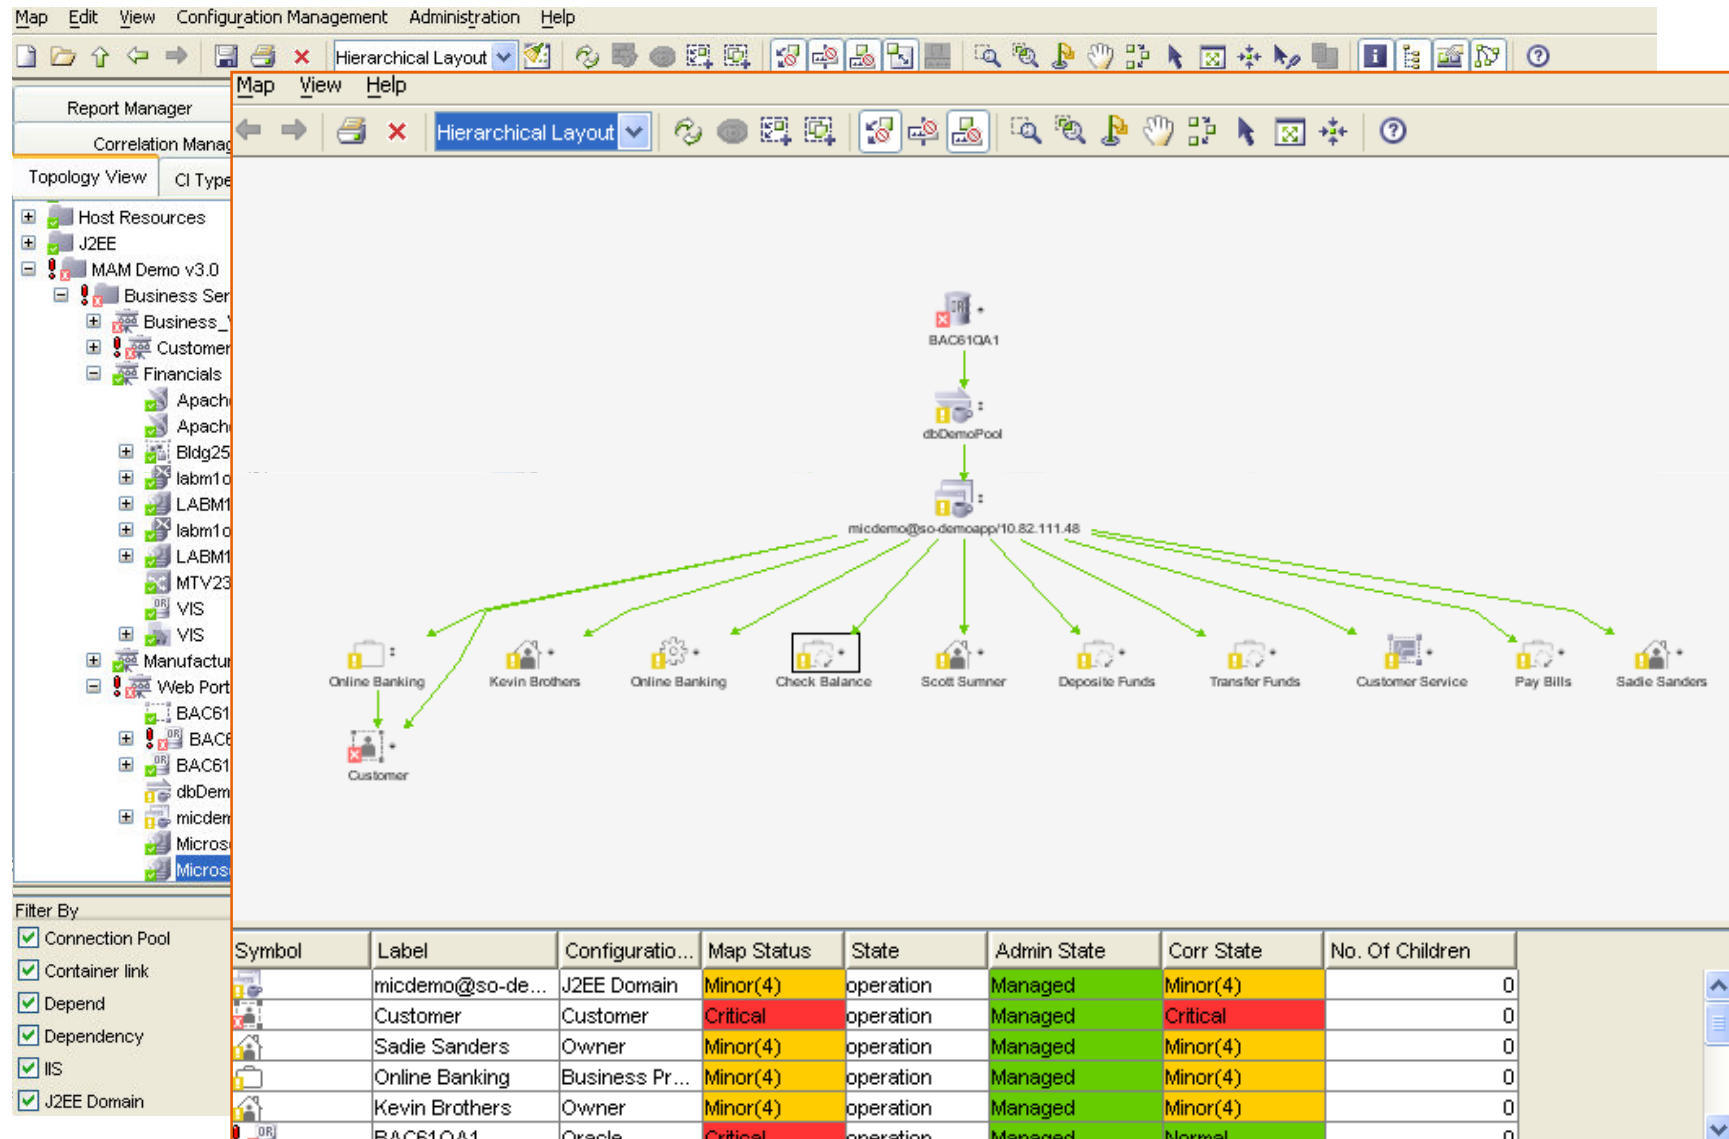 Map Edit View Configuration Management Administration Help
Hierarchical Layout
Report Manager
Correlation Manag
Topology View CI Type
Host Resources
J2EE
MAM Demo v3.0
Business Ser
Business_
Customer
Financials
Apach
Apach
Bldg25
labm1o
LABM1
labm1o
LABM1
MTV23
VIS
VIS
Manufactur
Web Port
BAC61
BAC6
BAC61
dbDem
micdem
Micros
Micros
Filter By
Connection Pool
Container link
Depend
Dependency
IIS
J2EE Domain
Map View Help
Hierarchical Layout
BAC61QA1
dbDemoPool
micdemo@so-demoapp/10.82.111.48
Online Banking Kevin Brothers Online Banking Check Balance Scott Sumner Deposite Funds Transfer Funds Customer Service Pay Bills Sadie Sanders
Customer
Symbol Label Configuratio... Map Status State Admin State Corr State No. Of Children
micdemo@so-de... J2EE Domain Minor(4) operation Managed Minor(4) 0
Customer Customer Critical operation Managed Critical 0
Sadie Sanders Owner Minor(4) operation Managed Minor(4) 0
Online Banking Business Pr... Minor(4) operation Managed Minor(4) 0
Kevin Brothers Owner Minor(4) operation Managed Minor(4) 0
BAC61QA1 Oracle Critical operation Managed Normal 0